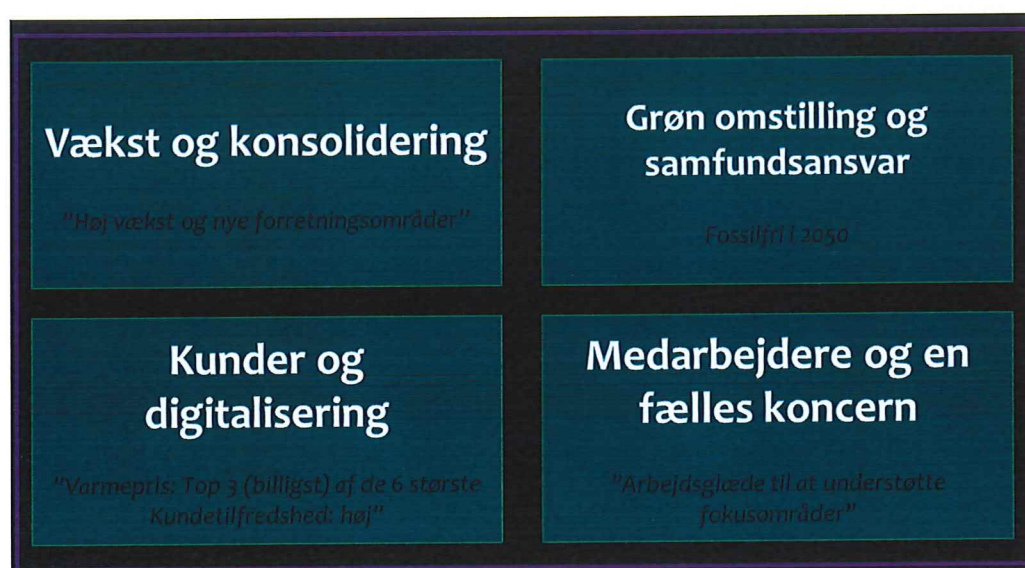 Vækst og konsolidering
"Høj vækst og nye forretningsområder"
Grøn omstilling og
samfundsansvar
Fossilfri i 2050
Kunder og
digitalisering
"Varmepris: Top 3 (billigst) af de 6 største
Kundetilfredshed: høj"
Medarbejdere og en
fælles koncern
"Arbejdsglæde til at understøtte
fokusområder"